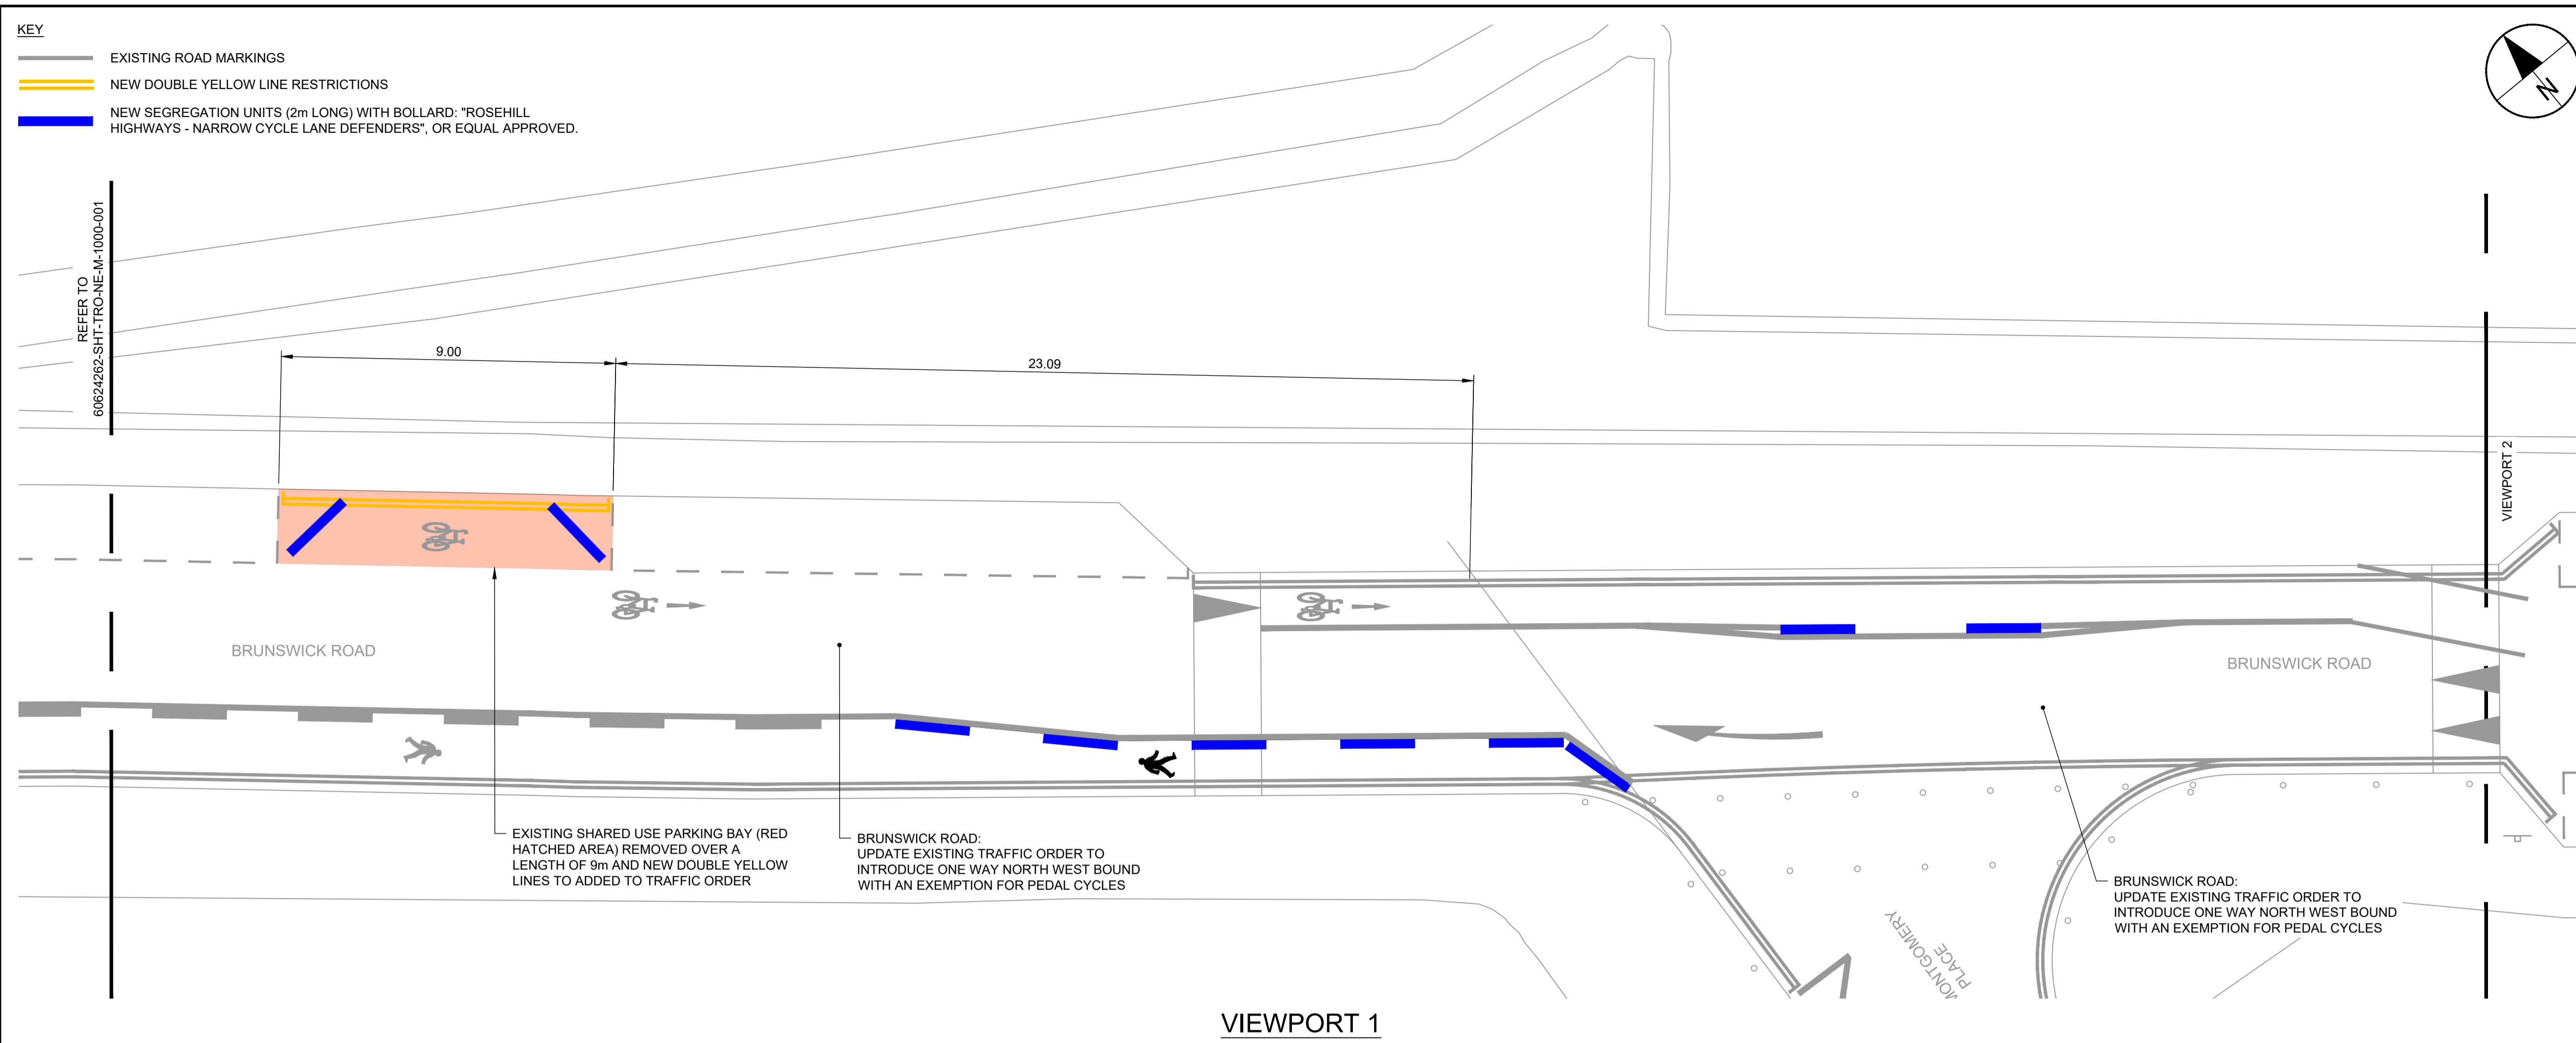 KEY
EXISTING ROAD MARKINGS
NEW DOUBLE YELLOW LINE RESTRICTIONS
NEW SEGREGATION UNITS (2m LONG) WITH BOLLARD: "ROSEHILL
HIGHWAYS - NARROW CYCLE LANE DEFENDERS", OR EQUAL APPROVED.
N
REFER TO
60624262-SHT-TRO-NE-M-1000-001
9.00
23.09
VIEWPORT 2
BRUNSWICK ROAD
BRUNSWICK ROAD
EXISTING SHARED USE PARKING BAY (RED
HATCHED AREA) REMOVED OVER A
LENGTH OF 9m AND NEW DOUBLE YELLOW
LINES TO ADDED TO TRAFFIC ORDER
BRUNSWICK ROAD:
UPDATE EXISTING TRAFFIC ORDER TO
INTRODUCE ONE WAY NORTH WEST BOUND
WITH AN EXEMPTION FOR PEDAL CYCLES
BRUNSWICK ROAD:
UPDATE EXISTING TRAFFIC ORDER TO
INTRODUCE ONE WAY NORTH WEST BOUND
WITH AN EXEMPTION FOR PEDAL CYCLES
MONTGOMERY
PLACE
VIEWPORT 1